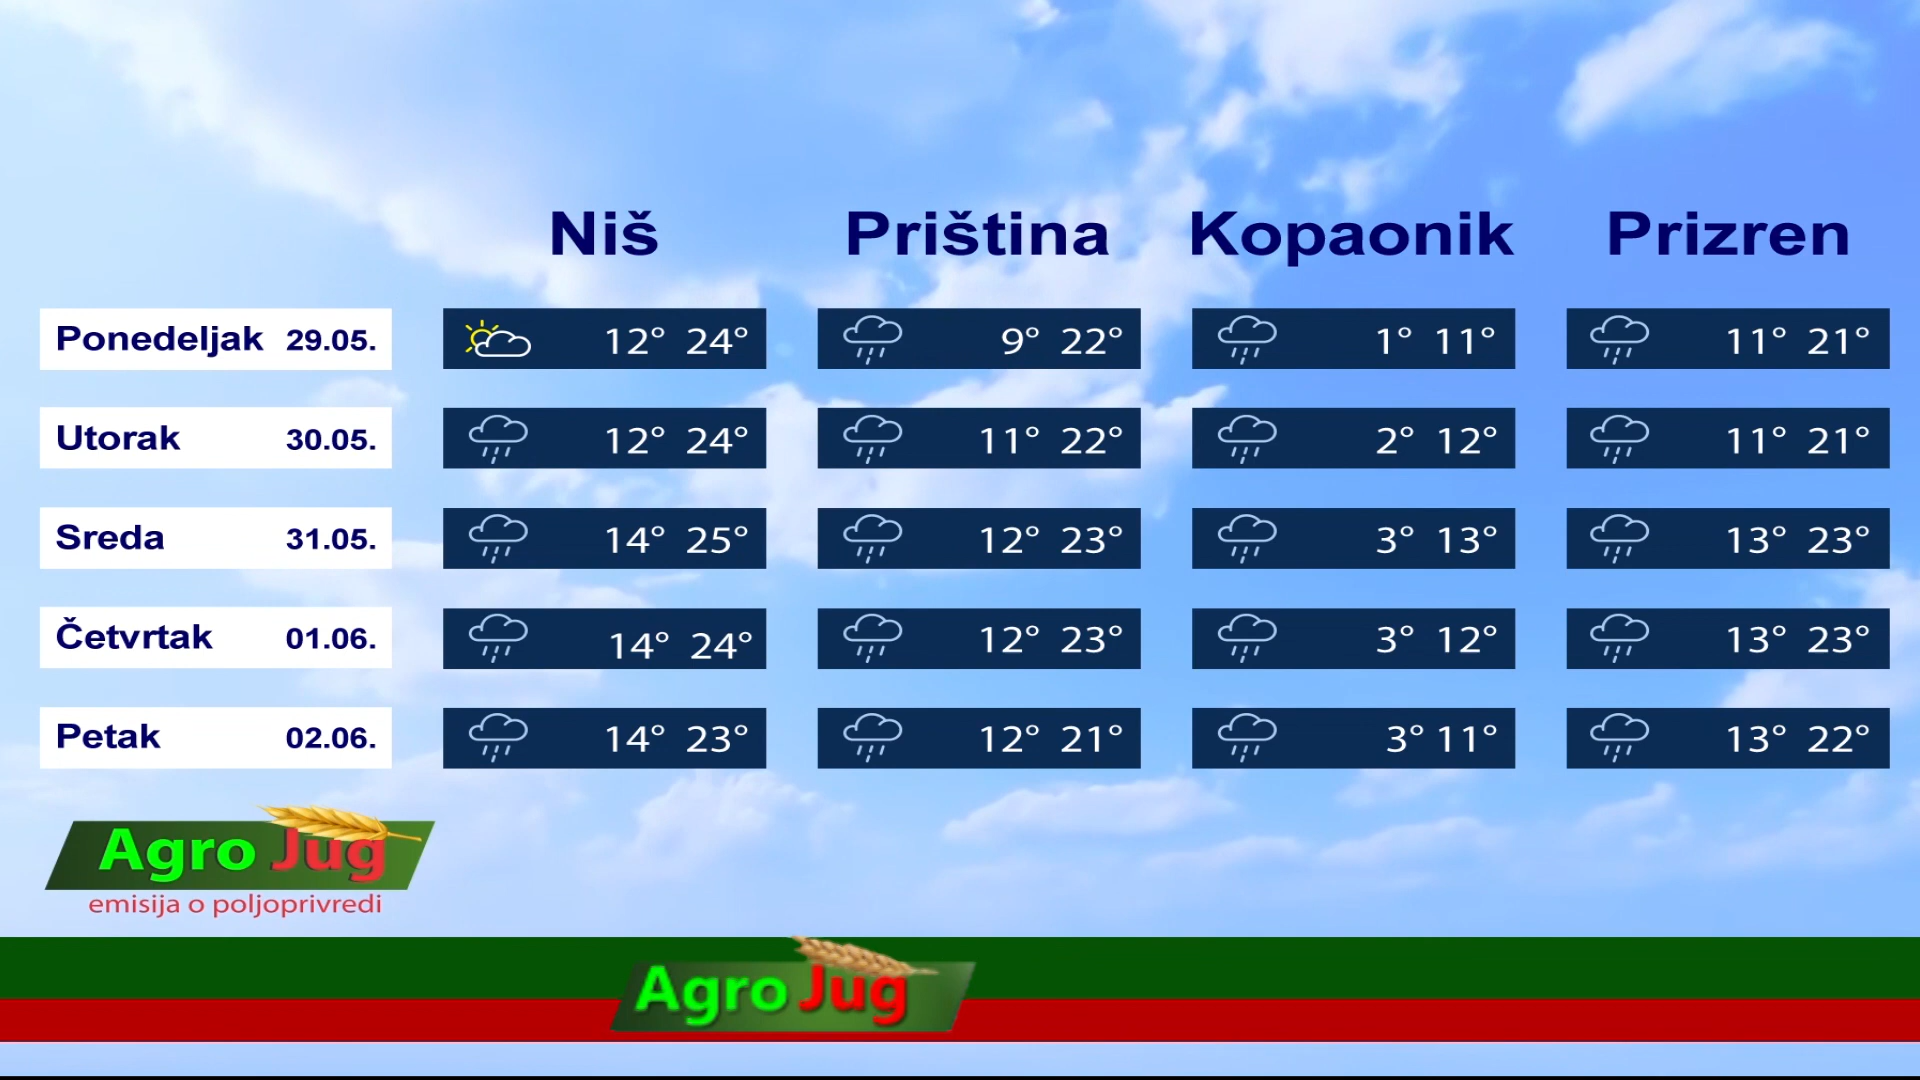 Niš Priština Kopaonik Prizren
Ponedeljak 29.05. 12° 24° 9° 22° 1° 11° 11° 21°
Utorak 30.05. 12° 24° 11° 22° 2° 12° 11° 21°
Sreda 31.05. 14° 25° 12° 23° 3° 13° 13° 23°
Četvrtak 01.06. 14° 24° 12° 23° 3° 12° 13° 23°
Petak 02.06. 14° 23° 12° 21° 3° 11° 13° 22°
Agro Jug
emisija o poljoprivredi
Agro Jug